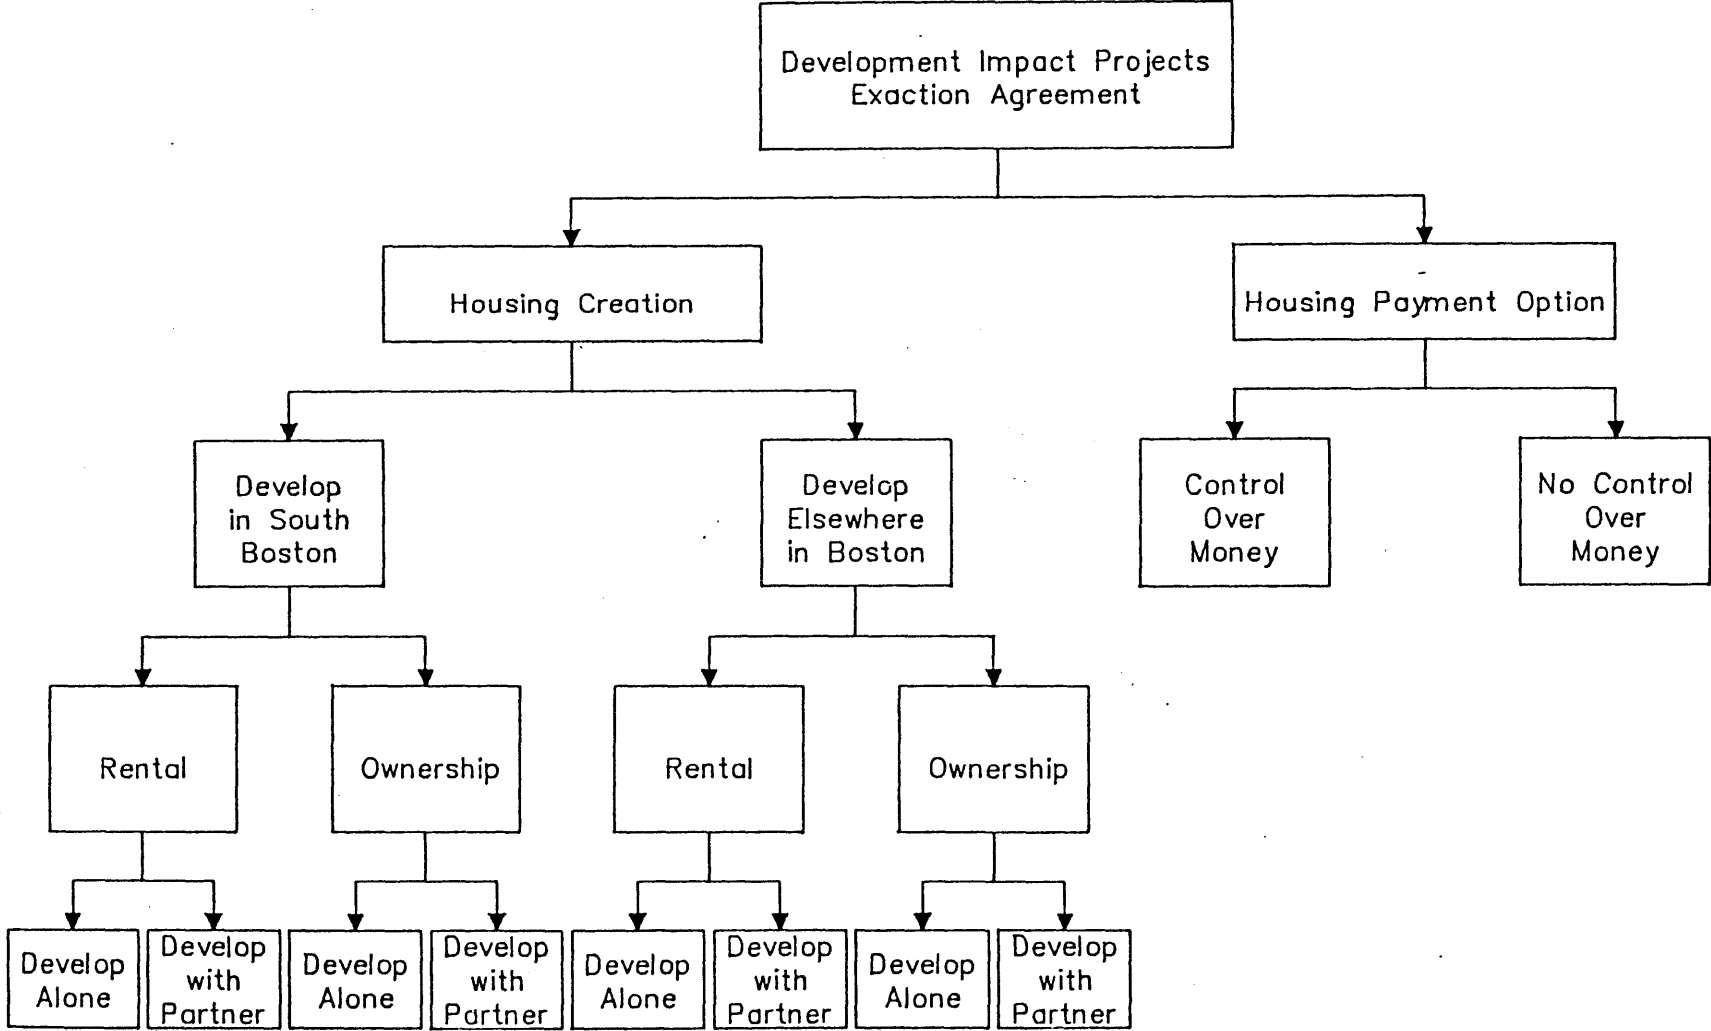 Development Impact Projects
Exaction Agreement
Housing Creation
Housing Payment Option
Develop
in South
Boston
Develop
Elsewhere
in Boston
Control
Over
Money
No Control
Over
Money
Rental
Ownership
Rental
Ownership
Develop
Alone
Develop
with
Partner
Develop
Alone
Develop
with
Partner
Develop
Alone
Develop
with
Partner
Develop
Alone
Develop
with
Partner